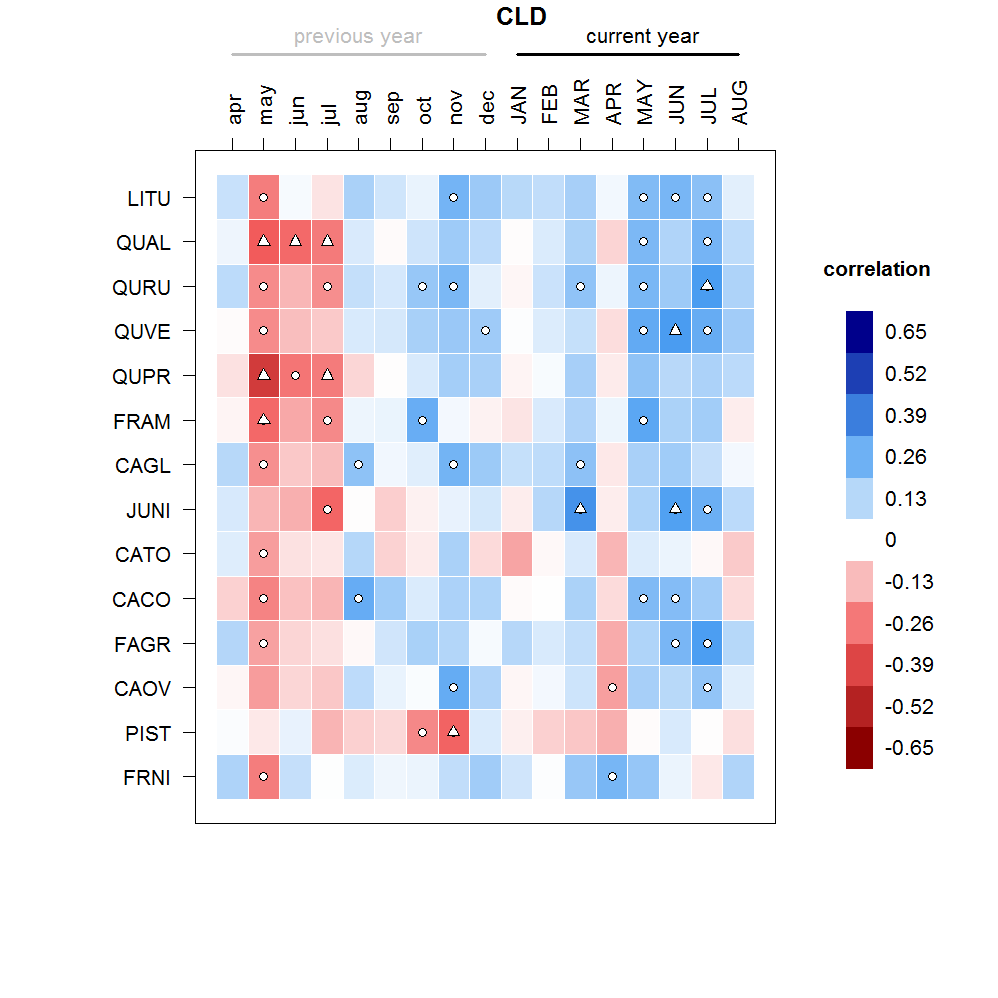 CLD
previous year current year
apr may jun jul aug sep oct nov dec JAN FEB MAR APR MAY JUN JUL AUG
LITU
QUAL
QURU
QUVE
QUPR
FRAM
CAGL
JUNI
CATO
CACO
FAGR
CAOV
PIST
FRNI
correlation
0.65
0.52
0.39
0.26
0.13
0
-0.13
-0.26
-0.39
-0.52
-0.65